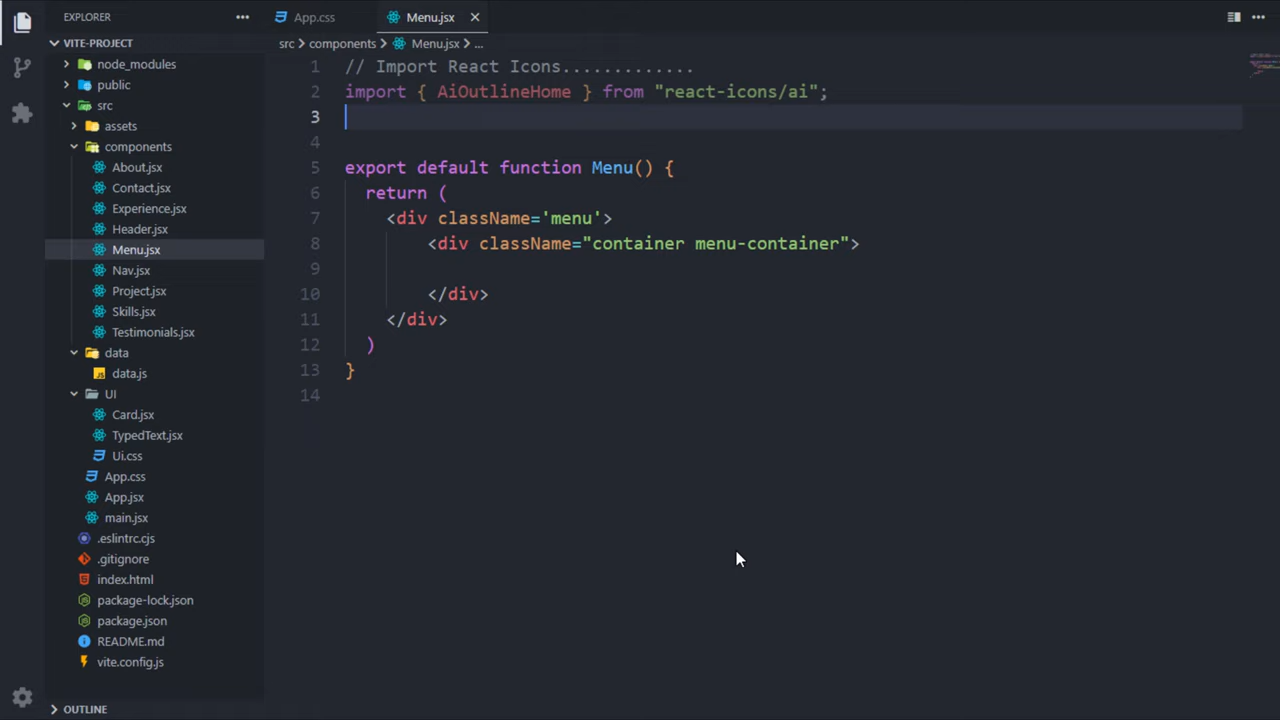 EXPLORER
VITE-PROJECT
node_modules
public
src
assets
components
About.jsx
Contact.jsx
Experience.jsx
Header.jsx
Menu.jsx
Nav.jsx
Project.jsx
Skills.jsx
Testimonials.jsx
data
data.js
UI
Card.jsx
TypedText.jsx
Ui.css
App.css
App.jsx
main.jsx
.eslintrc.cjs
.gitignore
index.html
package-lock.json
package.json
README.md
vite.config.js
OUTLINE
App.css
Menu.jsx
src > components > Menu.jsx > ...
1 // Import React Icons.............
2 import { AiOutlineHome } from "react-icons/ai";
3
4
5 export default function Menu() {
6 return (
7 <div className='menu'>
8 <div className="container menu-container">
9
10 </div>
11 </div>
12 )
13 }
14